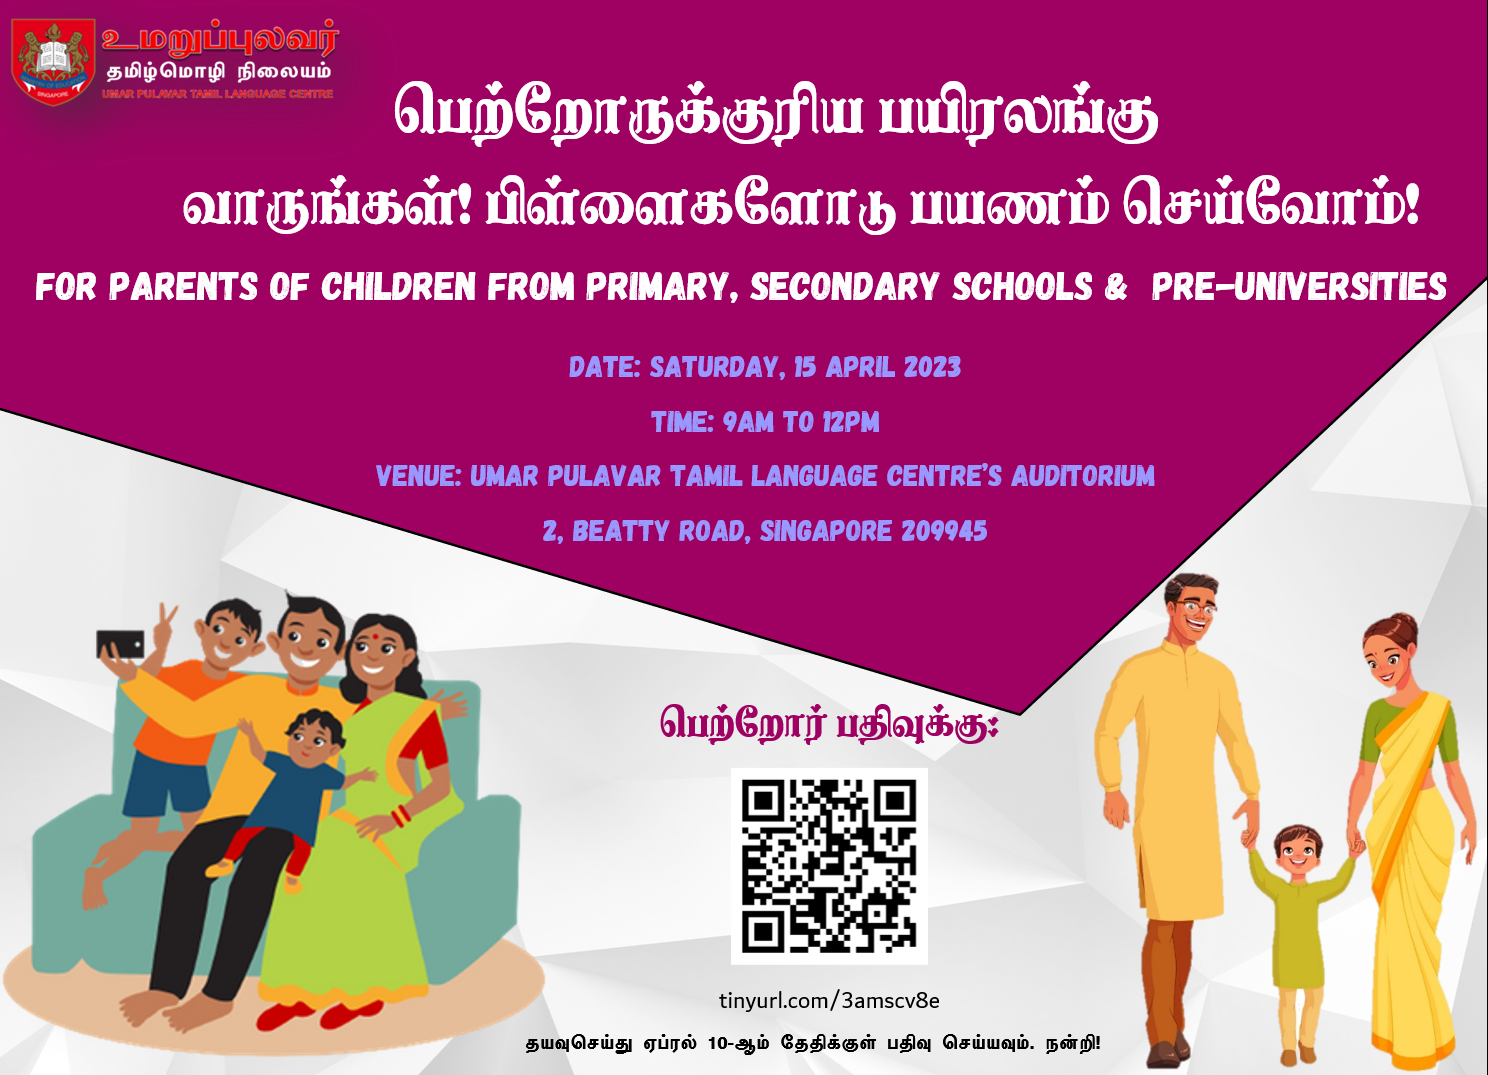 உமறுப்புலவர்
தமிழ்மொழி நிலையம்
UMAR PULAVAR TAMIL LANGUAGE CENTRE
SINGAPORE
பெற்றோருக்குரிய பயிரலங்கு
வாருங்கள்! பிள்ளைகளோடு பயணம் செய்வோம்!
FOR PARENTS OF CHILDREN FROM PRIMARY, SECONDARY SCHOOLS & PRE-UNIVERSITIES
DATE: SATURDAY, 15 APRIL 2023
TIME: 9AM TO 12PM
VENUE: UMAR PULAVAR TAMIL LANGUAGE CENTRE'S AUDITORIUM
2, BEATTY ROAD, SINGAPORE 209945
பெற்றோர் பதிவுக்கு:
tinyurl.com/3amscv8e
தயவுசெய்து ஏப்ரல் 10-ஆம் தேதிக்குள் பதிவு செய்யவும். நன்றி!